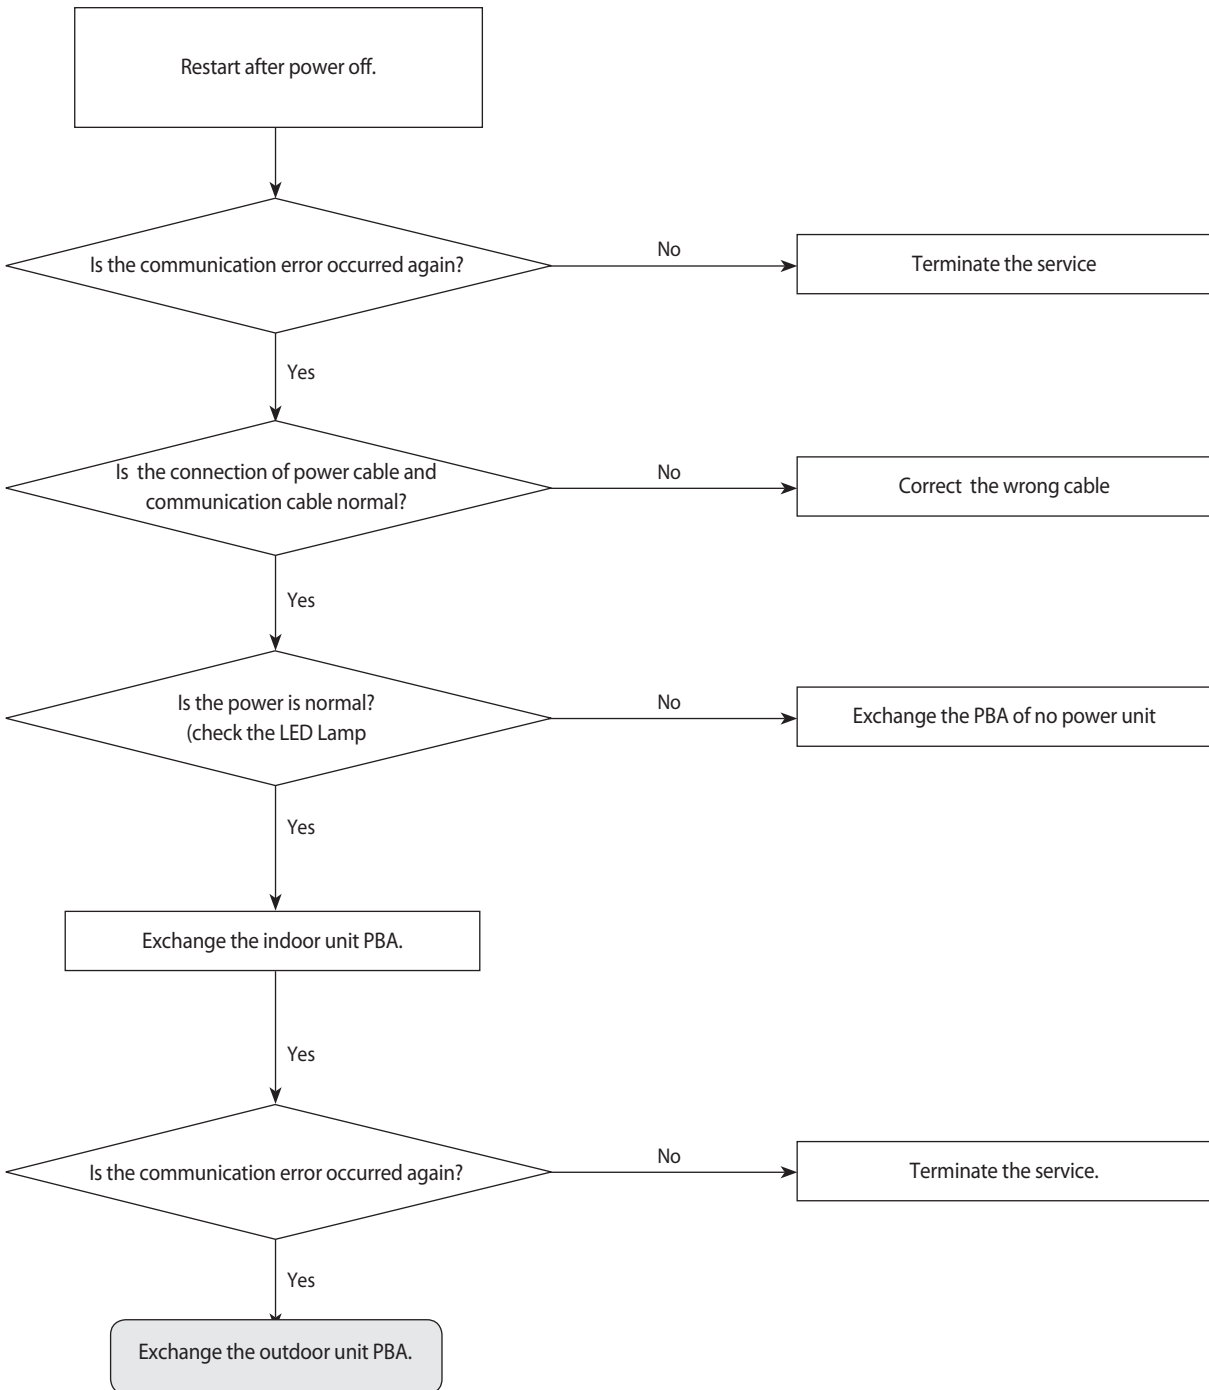 Restart after power off.
Is the communication error occurred again?
No
Terminate the service
Yes
Is the connection of power cable and
communication cable normal?
No
Correct the wrong cable
Yes
Is the power is normal?
(check the LED Lamp
No
Exchange the PBA of no power unit
Yes
Exchange the indoor unit PBA.
Yes
Is the communication error occurred again?
No
Terminate the service.
Yes
Exchange the outdoor unit PBA.